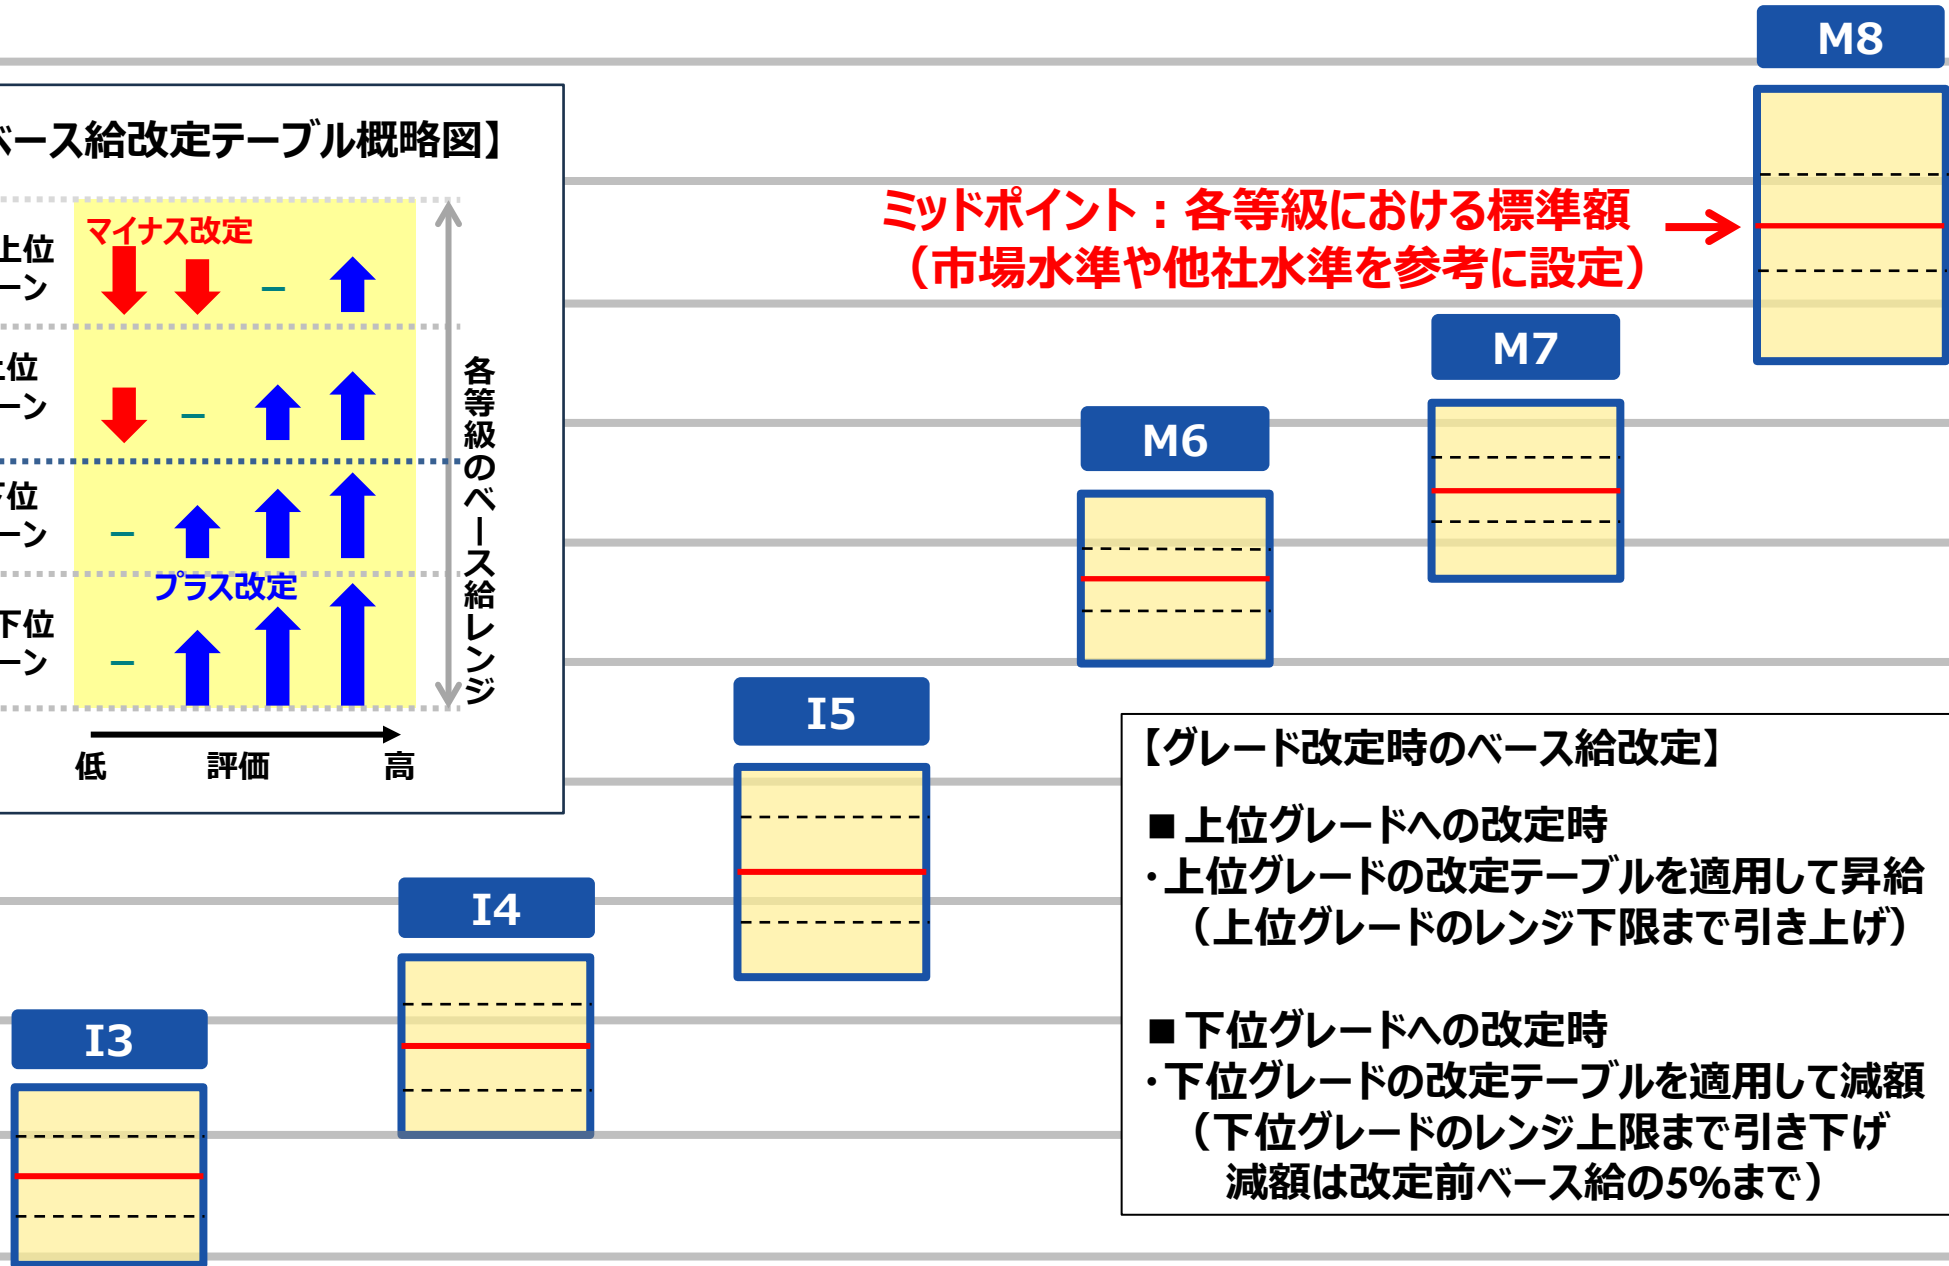 M8
ベース給改定テーブル概略図】
マイナス改定
上位
ーン
上位
ーン
下位
ーン
プラス改定
下位
ーン
各等級のベース給レンジ
低 評価 高
ミッドポイント：各等級における標準額
（市場水準や他社水準を参考に設定）
M7
M6
I5
I4
I3
【グレード改定時のベース給改定】
■上位グレードへの改定時
・上位グレードの改定テーブルを適用して昇給
（上位グレードのレンジ下限まで引き上げ）
■下位グレードへの改定時
・下位グレードの改定テーブルを適用して減額
（下位グレードのレンジ上限まで引き下げ
減額は改定前ベース給の5%まで）